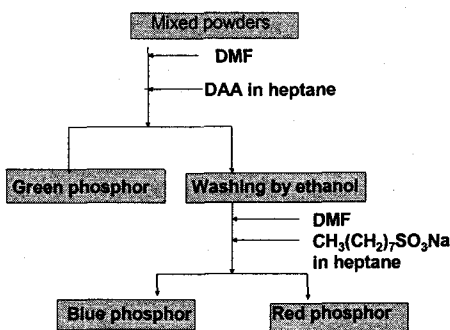 Mixed powders
DMF
DAA in heptane
Green phosphor
Washing by ethanol
DMF
CH₃(CH₂)₇SO₃Na
in heptane
Blue phosphor
Red phosphor